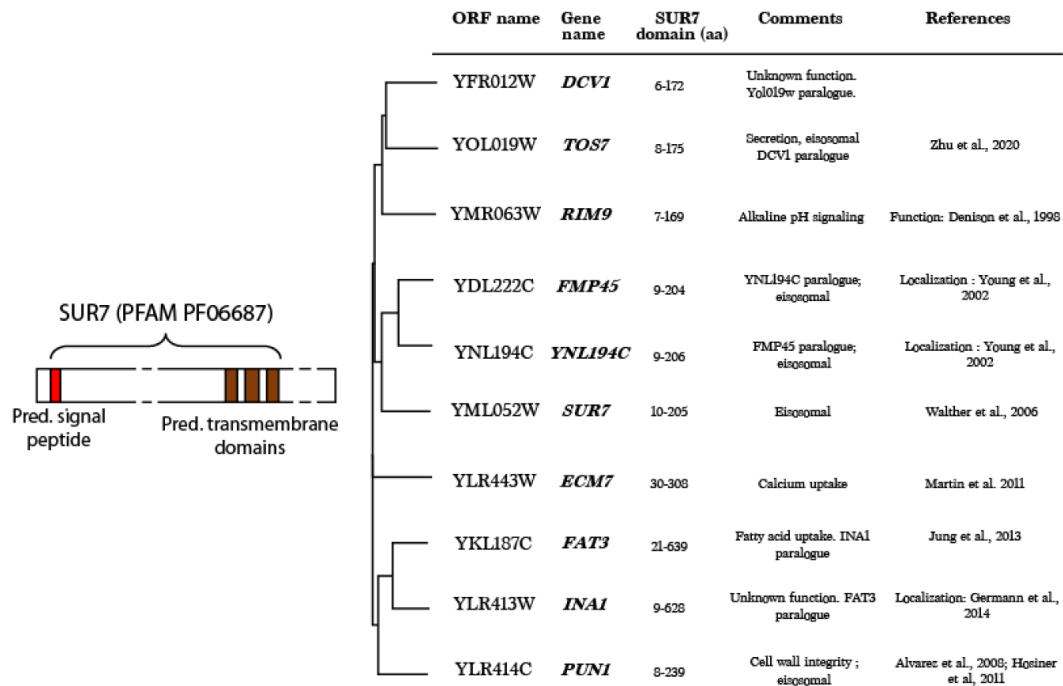 ORF name
Gene
name
SUR7
domain (aa)
Comments
References
YFR012W
DCV1
6-172
Unknown function.
Yol019w paralogue.
YOL019W
TOS7
8-175
Secretion, eisosomal
DCV1 paralogue
Zhu et al., 2020
YMR063W
RIM9
7-169
Alkaline pH signaling
Function: Denison et al., 1998
YDL222C
FMP45
9-204
YNL194C paralogue;
eisosomal
Localization : Young et al.,
2002
YNL194C
YNL194C
9-206
FMP45 paralogue;
eisosomal
Localization : Young et al.,
2002
YML052W
SUR7
10-205
Eisosomal
Walther et al., 2006
YLR443W
ECM7
30-308
Calcium uptake
Martin et al. 2011
YKL187C
FAT3
21-639
Fatty acid uptake. INA1
paralogue
Jung et al., 2013
YLR413W
INA1
9-628
Unknown function. FAT3
paralogue
Localization: Germann et al.,
2014
YLR414C
PUN1
8-239
Cell wall integrity ;
eisosomal
Alvarez et al., 2008; Hosiner
et al, 2011
SUR7 (PFAM PF06687)
Pred. signal
peptide
Pred. transmembrane
domains